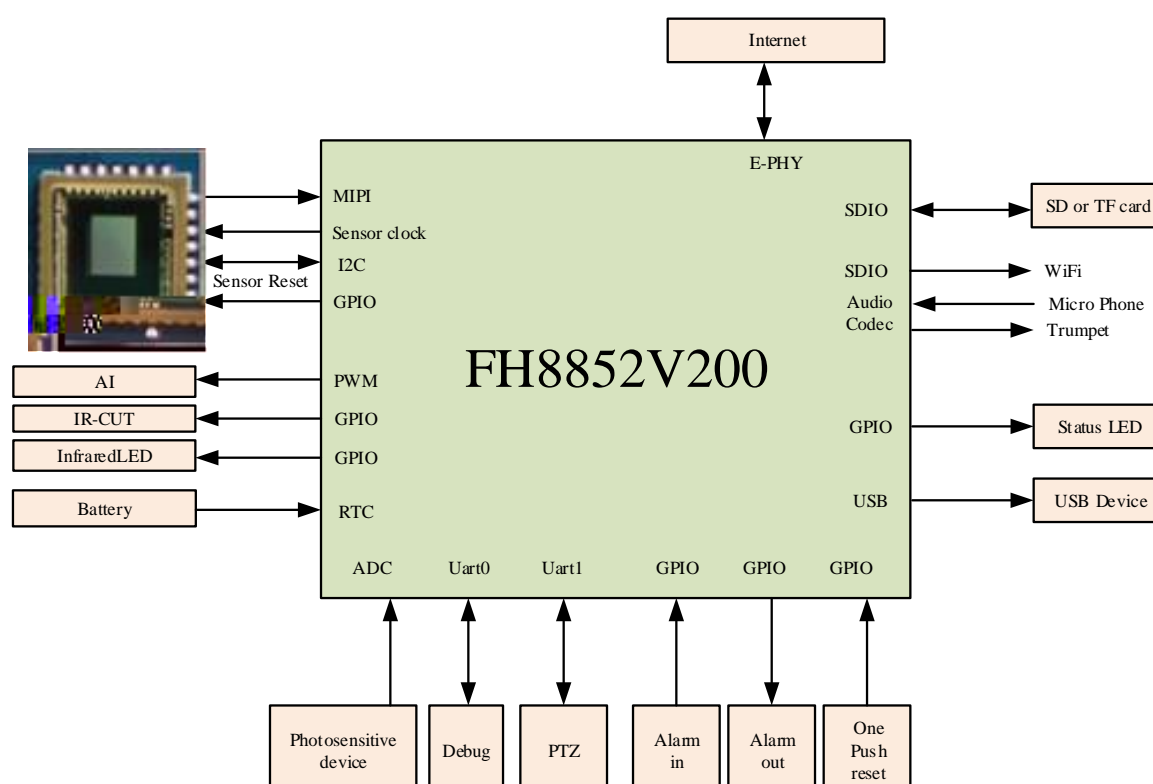 Internet
E-PHY
MIPI
SDIO
SD or TF card
Sensor clock
I2C
SDIO
WiFi
Sensor Reset
GPIO
Audio
Codec
Micro Phone
Trumpet
FH8852V200
AI
PWM
IR-CUT
GPIO
GPIO
Status LED
InfraredLED
GPIO
Battery
RTC
USB
USB Device
ADC
Uart0
Uart1
GPIO
GPIO
GPIO
Photosensitive
device
Debug
PTZ
Alarm
in
Alarm
out
One
Push
reset